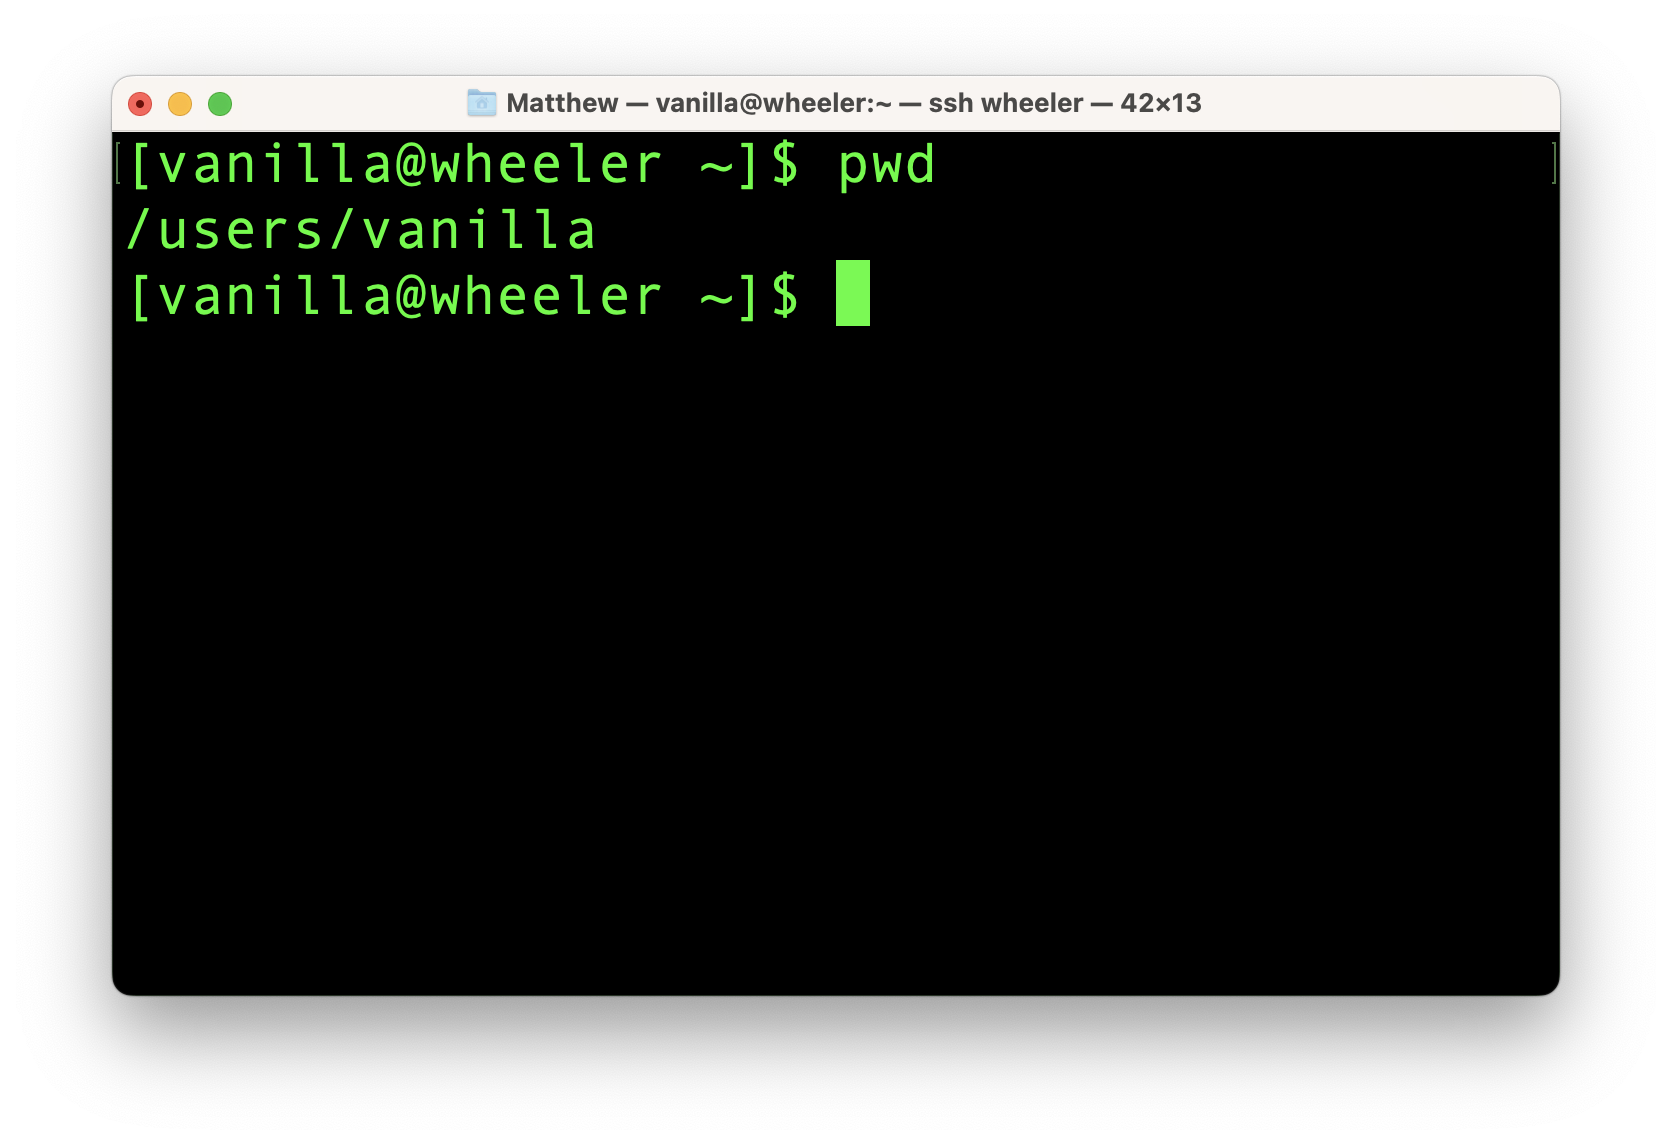 Matthew — vanilla@wheeler:~ — ssh wheeler — 42×13
[vanilla@wheeler ~]$ pwd
/users/vanilla
[vanilla@wheeler ~]$